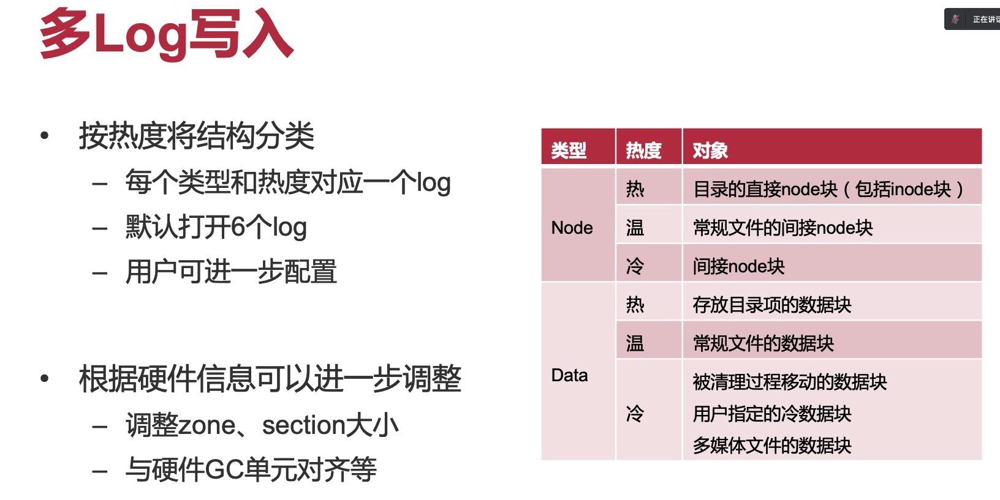 多Log写入
正在讲
• 按热度将结构分类
– 每个类型和热度对应一个log
– 默认打开6个log
– 用户可进一步配置
• 根据硬件信息可以进一步调整
– 调整zone、section大小
– 与硬件GC单元对齐等
类型 热度 对象
Node
热 目录的直接node块（包括inode块）
温 常规文件的间接node块
冷 间接node块
Data
热 存放目录项的数据块
温 常规文件的数据块
冷
被清理过程移动的数据块
用户指定的冷数据块
多媒体文件的数据块